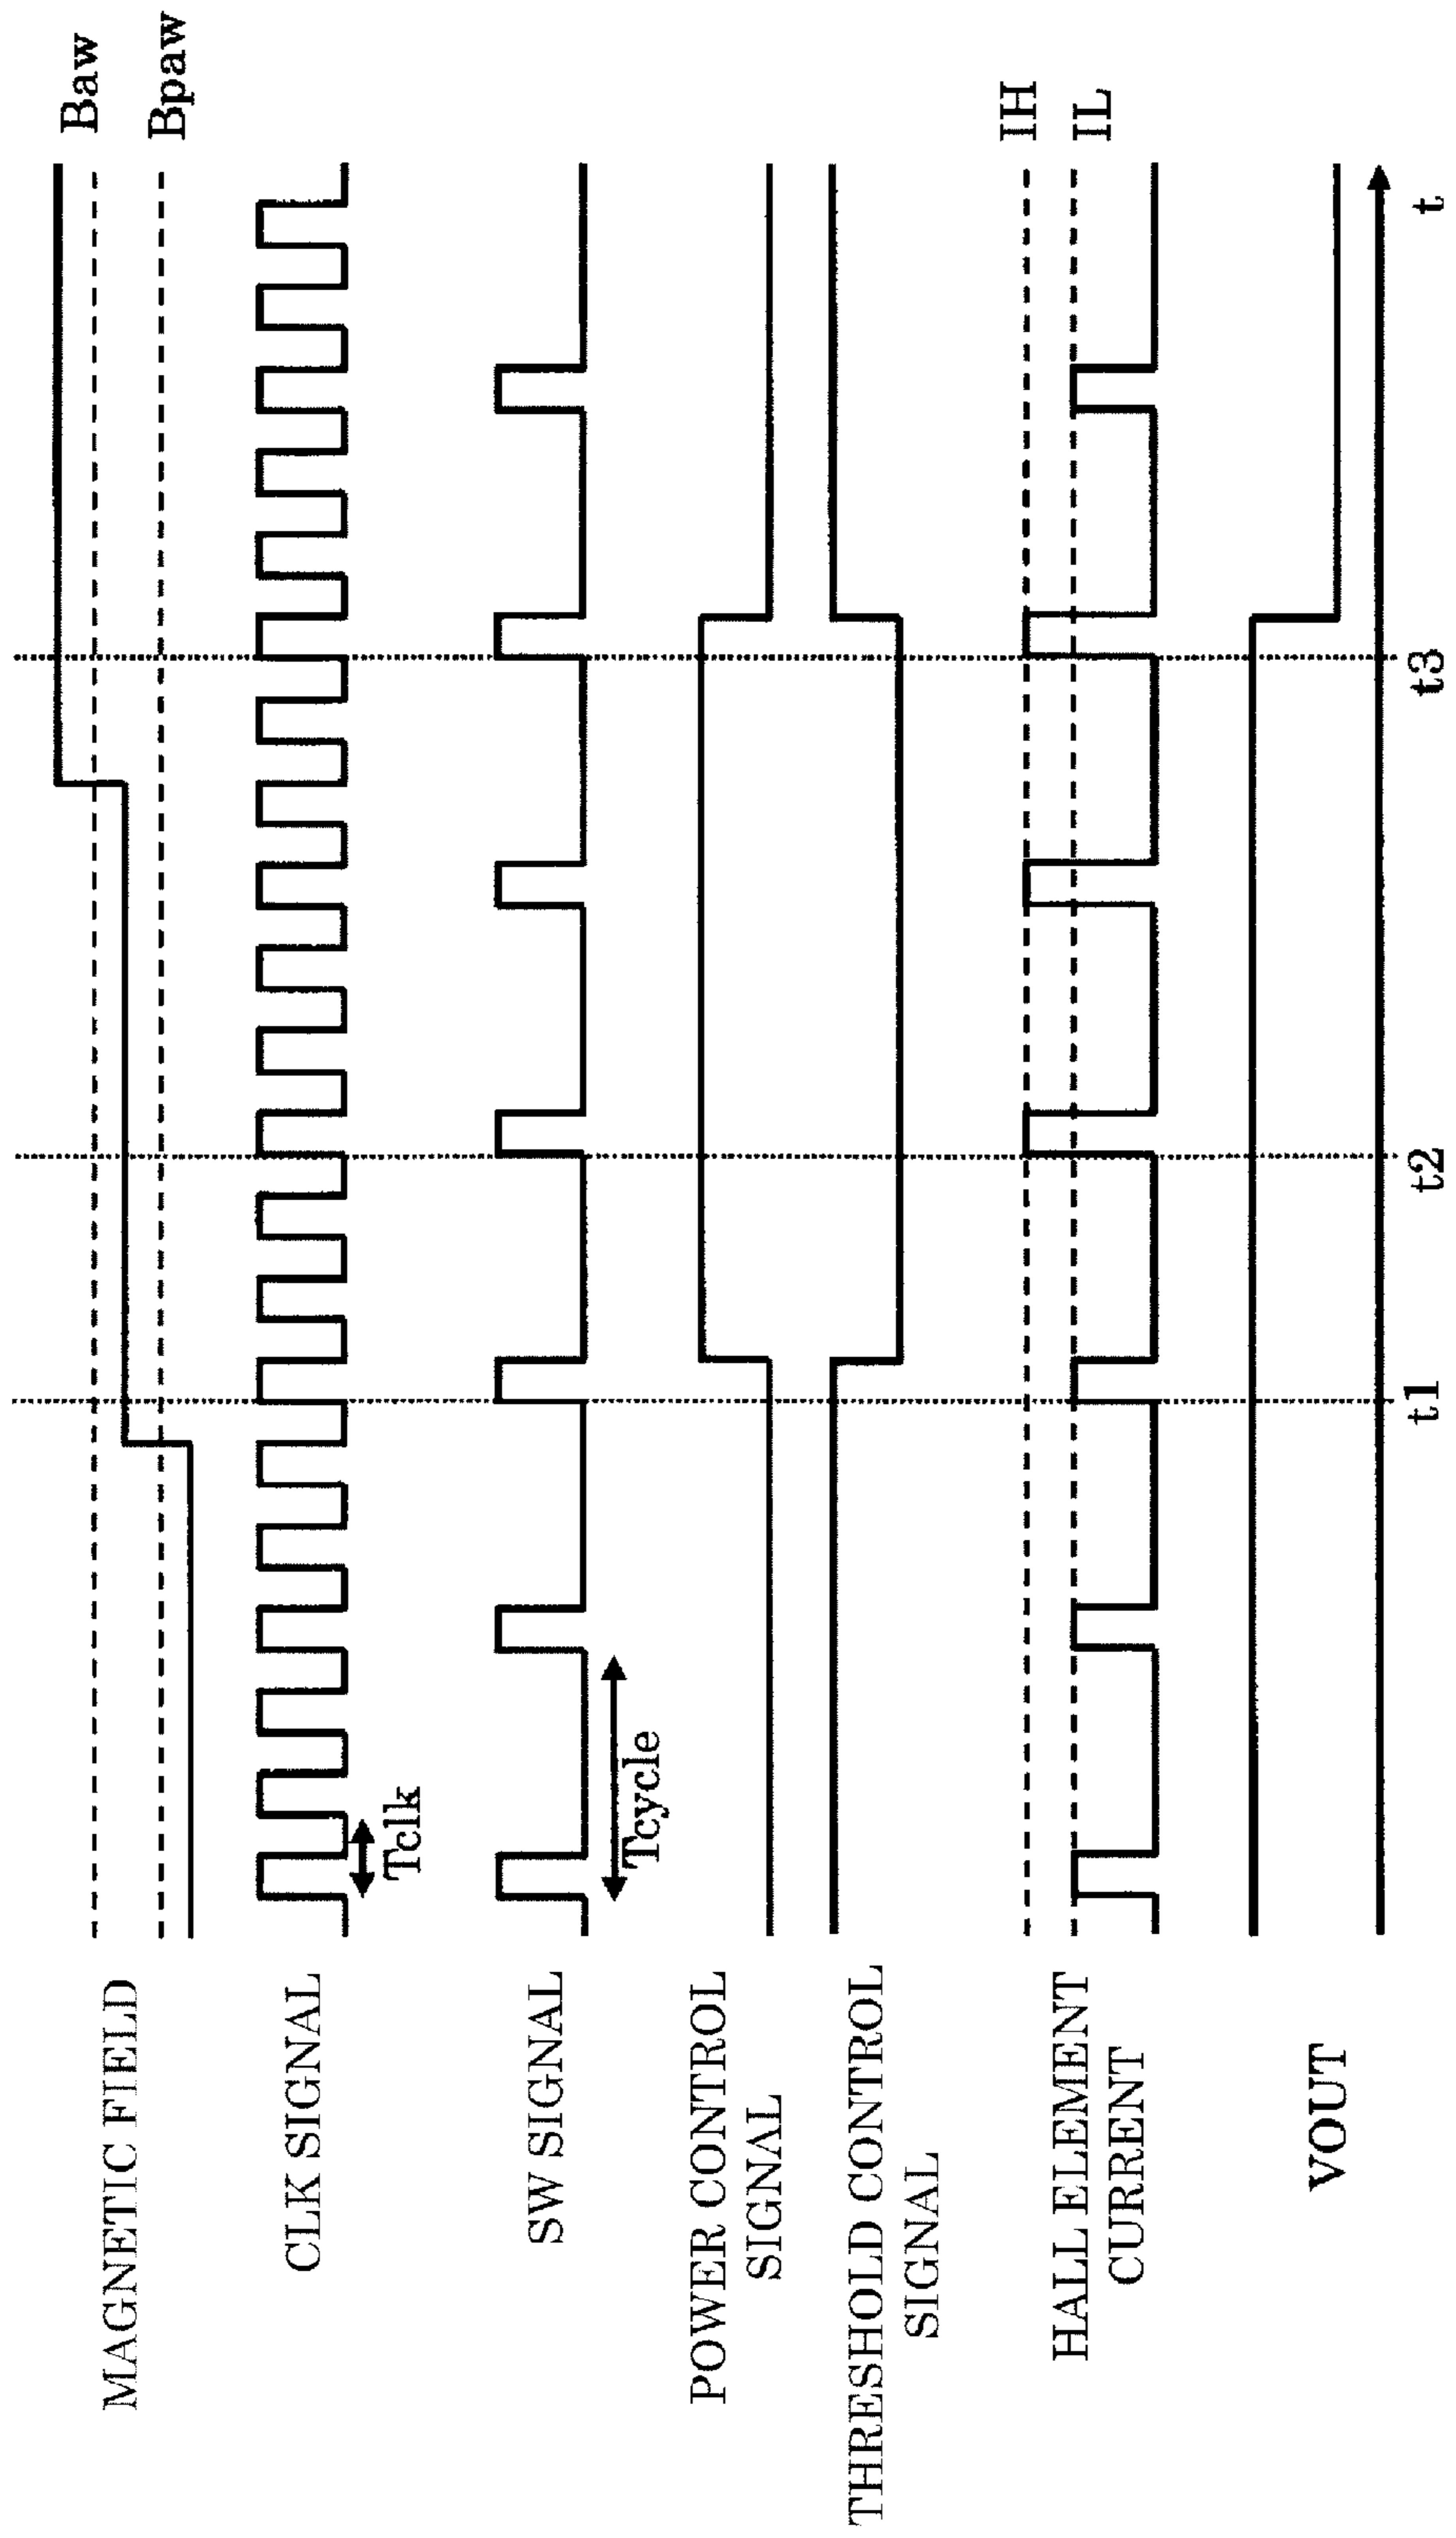 MAGNETIC FIELD
Baw
Bpaw
CLK SIGNAL
Tclk
SW SIGNAL
Tcycle
POWER CONTROL
SIGNAL
THRESHOLD CONTROL
SIGNAL
HALL ELEMENT
CURRENT
IH
IL
VOUT
t1
t2
t3
t